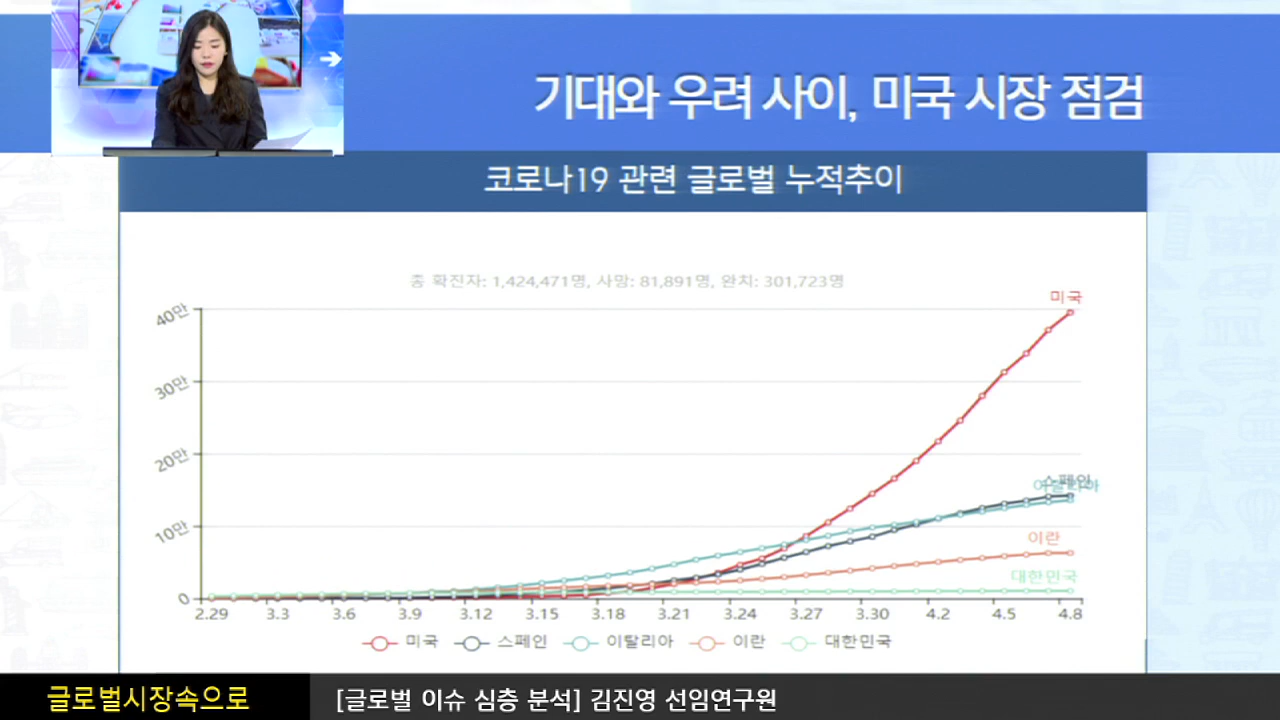 기대와 우려 사이, 미국 시장 점검
코로나19 관련 글로벌 누적추이
총 확진자: 1,424,471명, 사망: 81,891명, 완치: 301,723명
미국
40만
30만
20만
스페인
이탈리아
10만
이란
대한민국
0
2.29 3.3 3.6 3.9 3.12 3.15 3.18 3.21 3.24 3.27 3.30 4.2 4.5 4.8
미국 스페인 이탈리아 이란 대한민국
글로벌시장속으로 [글로벌 이슈 심층 분석] 김진영 선임연구원